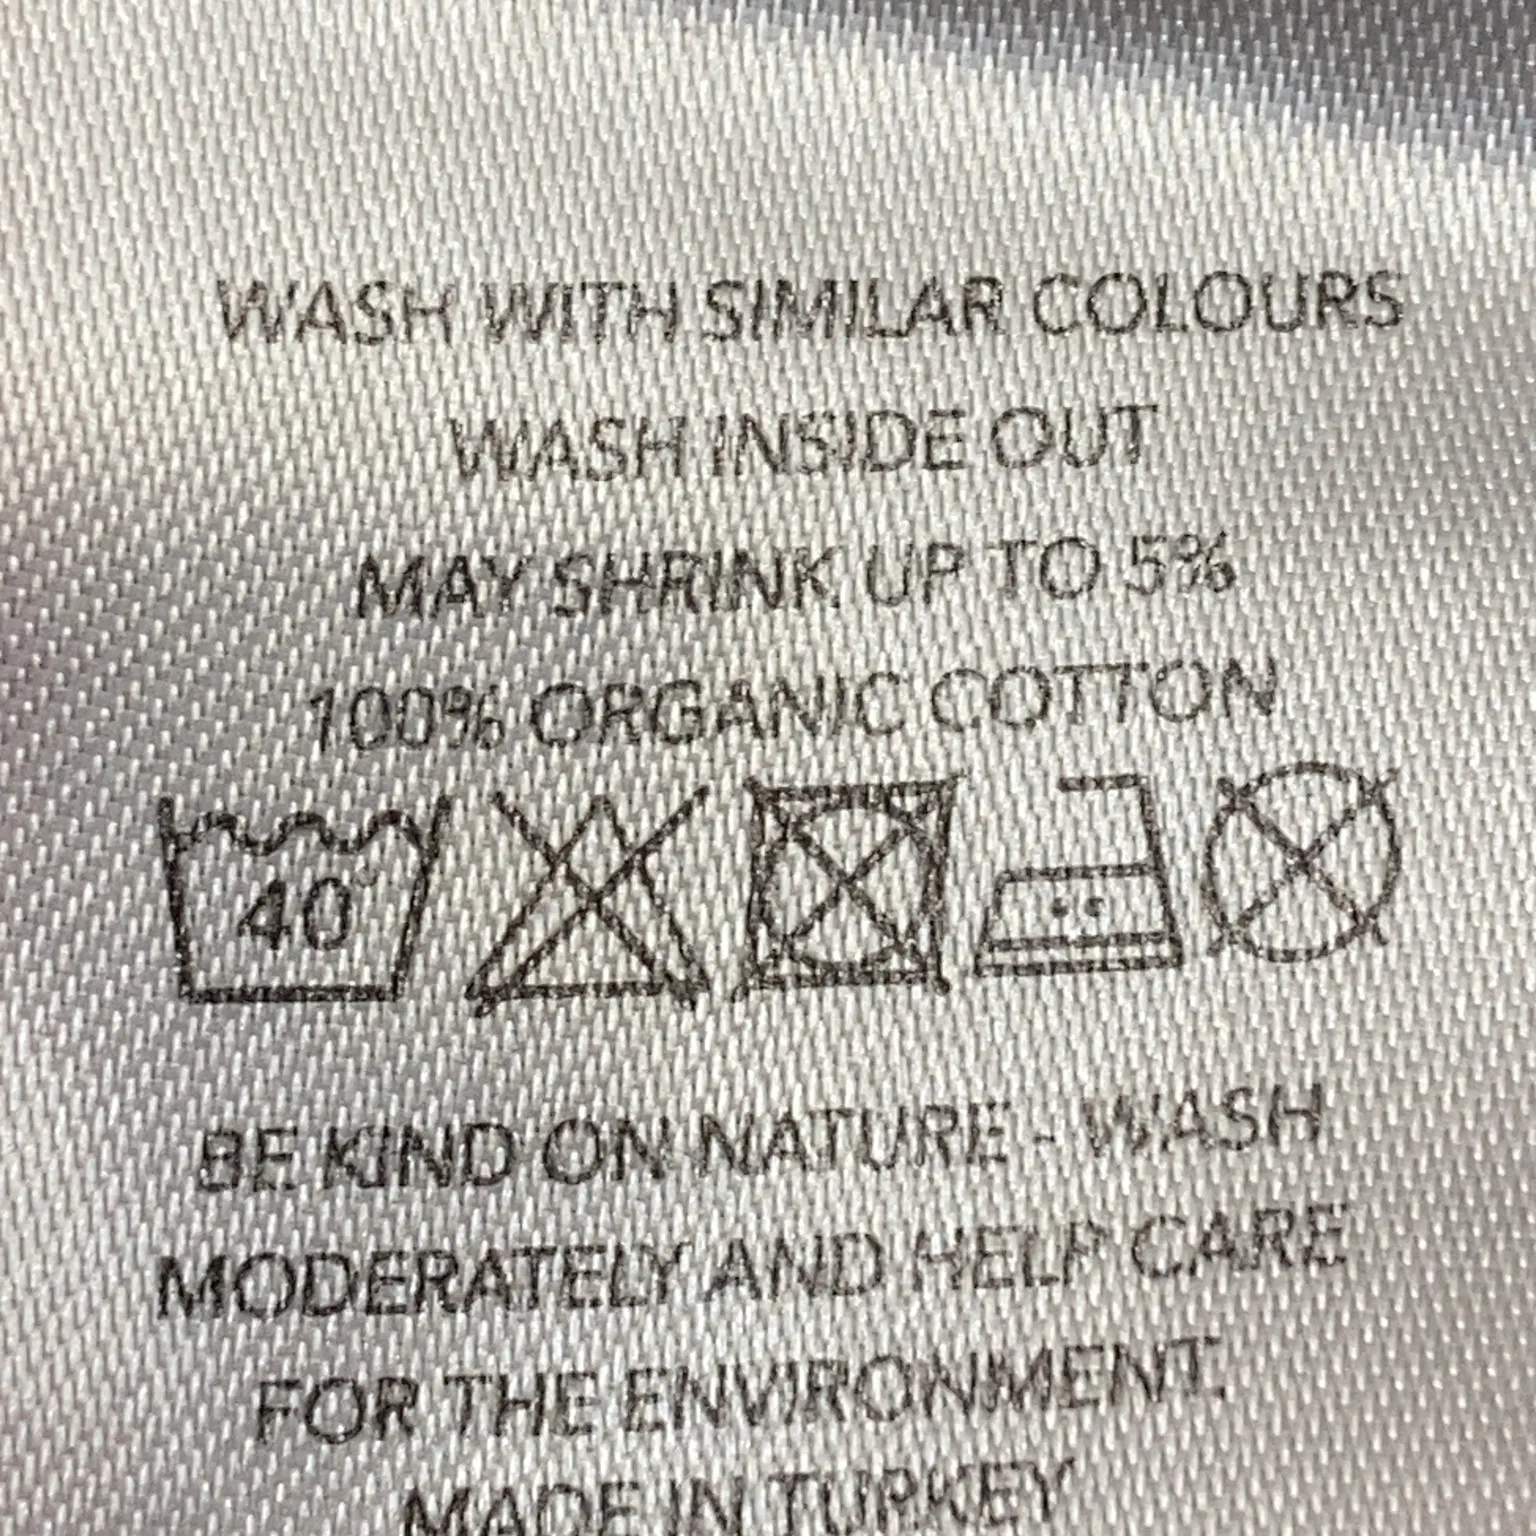 WASH WITH SIMILAR COLOURS
WASH INSIDE OUT
MAY SHRINK UP TO 5%
100% ORGANIC COTTON
40°
BE KIND ON NATURE - WASH
MODERATELY AND HELP CARE
FOR THE ENVIRONMENT.
MADE IN TURKEY